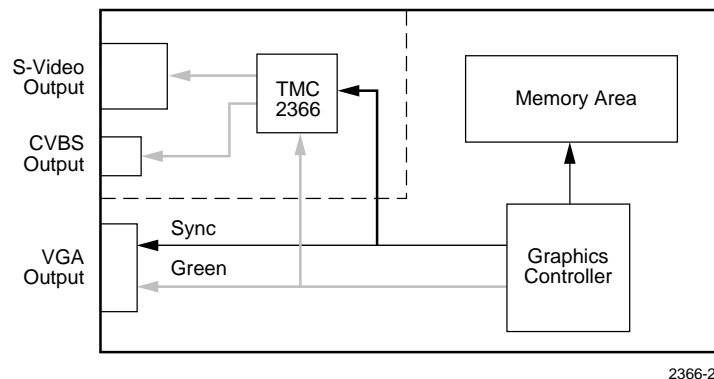 S-Video
Output
TMC
2366
Memory Area
CVBS
Output
Sync
VGA
Output
Green
Graphics
Controller
2366-2